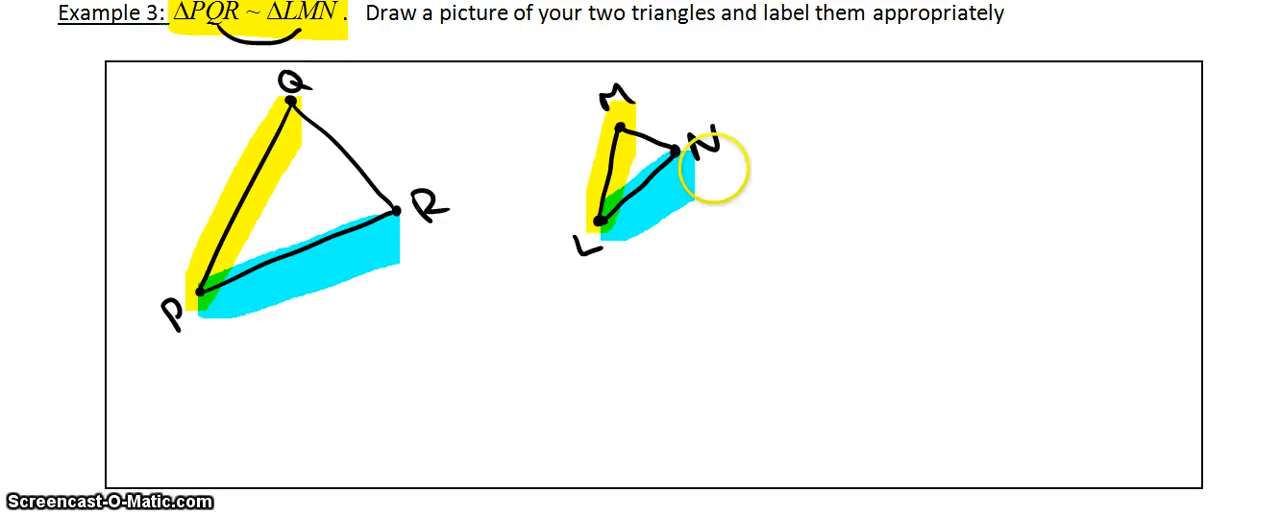 Example 3: ΔPQR ~ ΔLMN. Draw a picture of your two triangles and label them appropriately
Q
M
N
R
L
P
Screencast-O-Matic.com